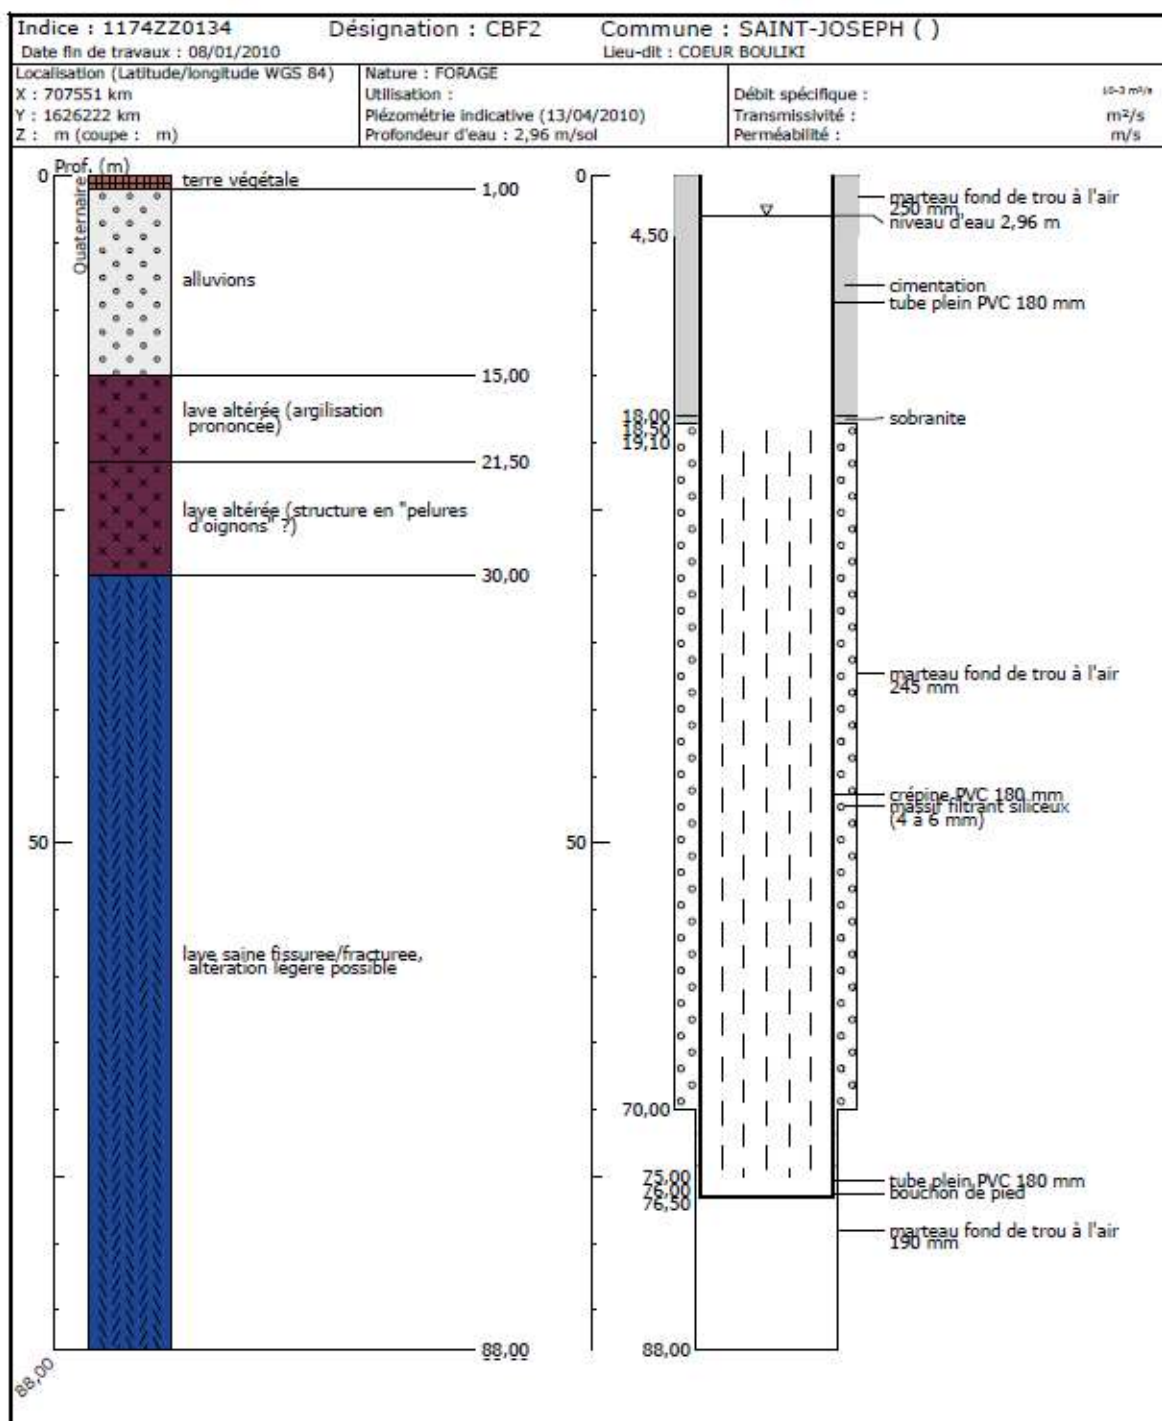 Indice : 1174ZZ0134 Désignation : CBF2 Commune : SAINT-JOSEPH ( )
Date fin de travaux : 08/01/2010 Lieu-dit : COEUR BOULIKI
Localisation (Latitude/longitude WGS 84)
X : 707551 km
Y : 1626222 km
Z : m (coupe : m)
Nature : FORAGE
Utilisation :
Piézométrie indicative (13/04/2010)
Profondeur d'eau : 2,96 m/sol
Débit spécifique : 10-3 m²/s
Transmissivité : m²/s
Perméabilité : m/s
Prof. (m)
0
Quaternaire
terre végétale
1,00
alluvions
15,00
lave altérée (argilisation
prononcée)
21,50
lave altérée (structure en "pelures
d'oignons" ?)
30,00
50
lave saine fissuree/fracturee,
altération légère possible
88,00
88,00
0
4,50
18,00
18,50
19,10
50
70,00
75,00
76,00
76,50
88,00
marteau fond de trou à l'air
250 mm
niveau d'eau 2,96 m
cimentation
tube plein PVC 180 mm
sobranite
marteau fond de trou à l'air
245 mm
crépine PVC 180 mm
massif filtrant siliceux
(4 à 6 mm)
tube plein PVC 180 mm
bouchon de pied
marteau fond de trou à l'air
190 mm